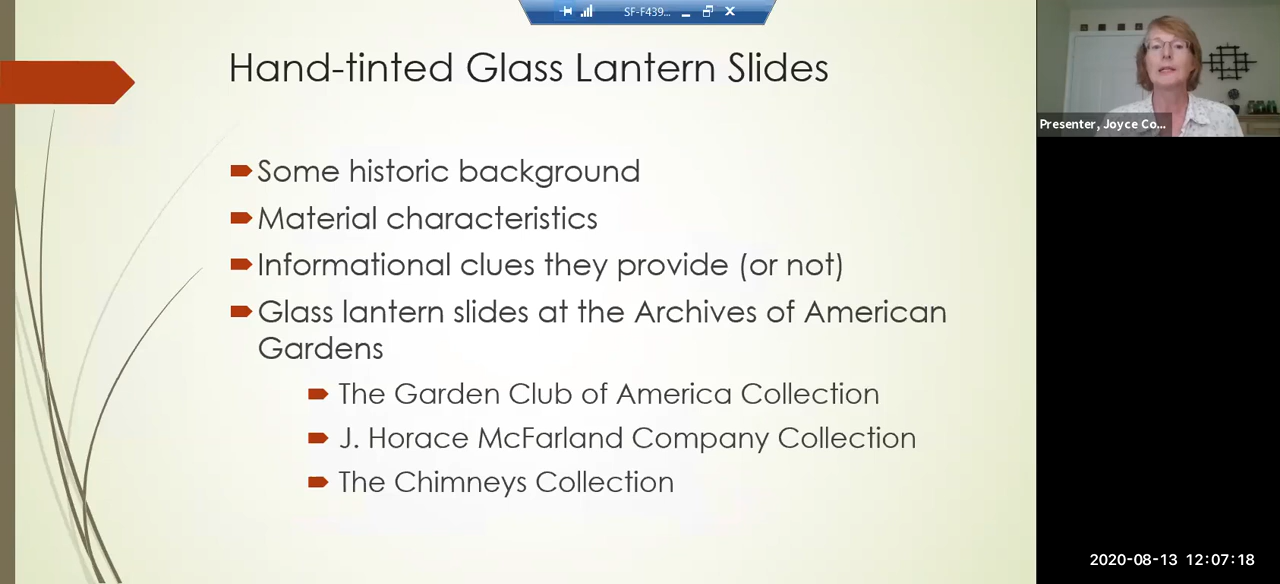 SF-F439...
Hand-tinted Glass Lantern Slides
Some historic background
Material characteristics
Informational clues they provide (or not)
Glass lantern slides at the Archives of American
Gardens
The Garden Club of America Collection
J. Horace McFarland Company Collection
The Chimneys Collection
Presenter, Joyce Co...
2020-08-13 12:07:18